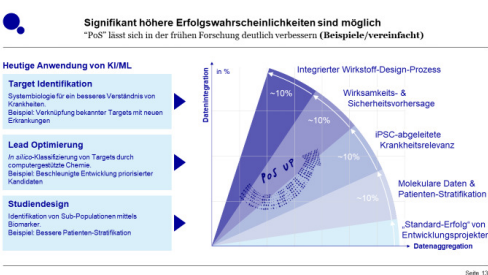 Signifikant höhere Erfolgswahrscheinlichkeiten sind möglich
“PoS” lässt sich in der frühen Forschung deutlich verbessern (Beispiele/vereinfacht)
Heutige Anwendung von KI/ML
Target Identifikation
Systembiologie für ein besseres Verständnis von
Krankheiten.
Beispiel: Verknüpfung bekannter Targets mit neuen
Erkrankungen
Lead Optimierung
In silico-Klassifizierung von Targets durch
computergestützte Chemie.
Beispiel: Beschleunigte Entwicklung priorisierter
Kandidaten
Studiendesign
Identifikation von Sub-Populationen mittels
Biomarker.
Beispiel: Bessere Patienten-Stratifikation
Datenintegration
in %
Integrierter Wirkstoff-Design-Prozess
~10%
Wirksamkeits- &
Sicherheitsvorhersage
~10%
iPSC-abgeleitete
Krankheitsrelevanz
~10%
PoS UP
Molekulare Daten &
Patienten-Stratifikation
~10%
„Standard-Erfolg“ von
Entwicklungsprojekten
Datenaggregation
Seite 13